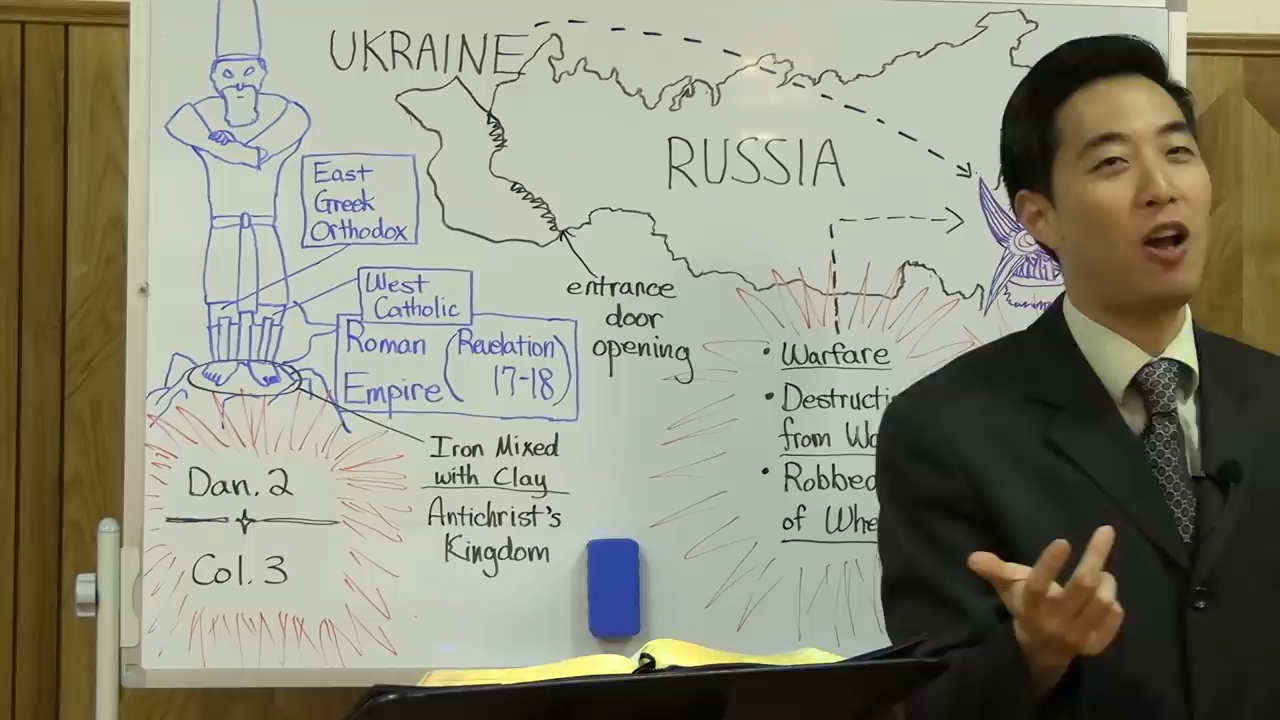 UKRAINE
RUSSIA
East
Greek
Orthodox
West
Catholic
Roman
Empire
(Revelation
17-18)
Iron Mixed
with Clay
Antichrist's
Kingdom
Dan. 2
Col. 3
entrance
door
opening
• Warfare
• Destructi
from
• Robbed
of Whe